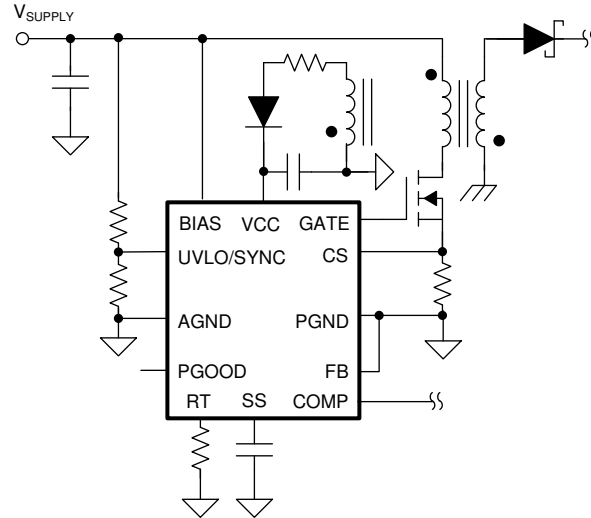 VSUPPLY
BIAS VCC GATE
UVLO/SYNC CS
AGND PGND
PGOOD FB
RT SS COMP